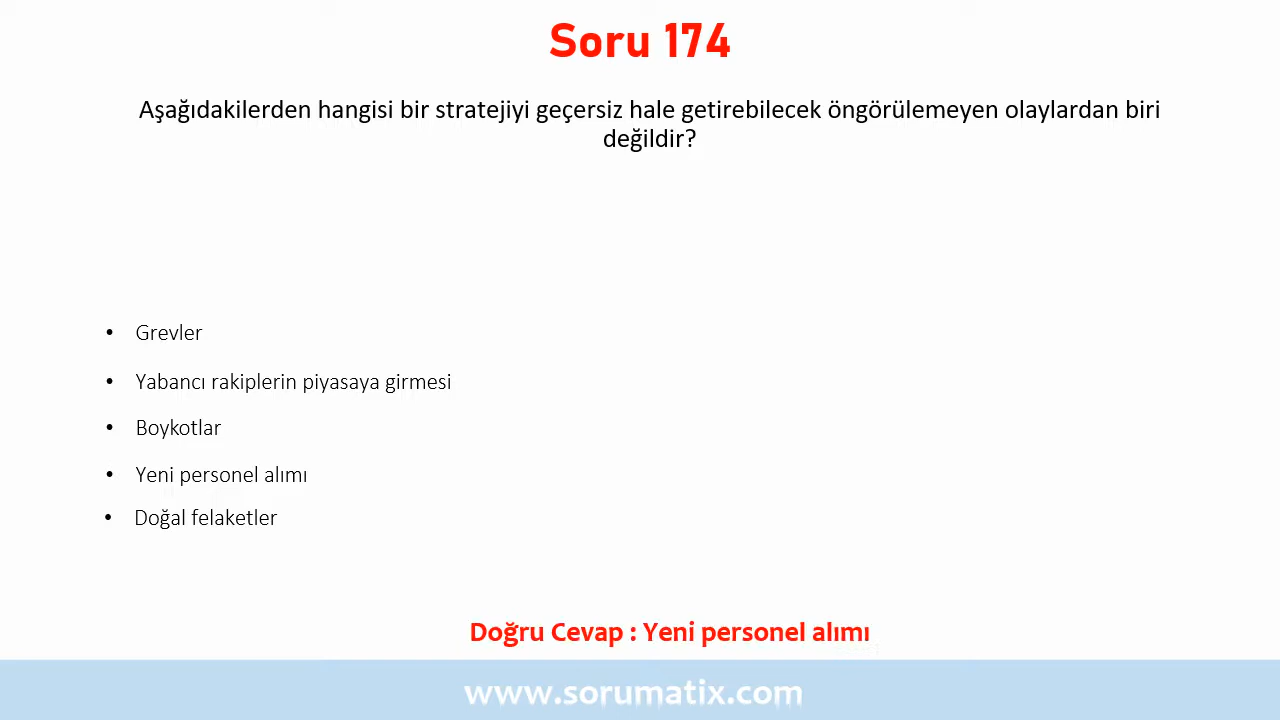 Soru 174
Aşağıdakilerden hangisi bir stratejiyi geçersiz hale getirebilecek öngörülemeyen olaylardan biri
değildir?
• Grevler
• Yabancı rakiplerin piyasaya girmesi
• Boykotlar
• Yeni personel alımı
• Doğal felaketler
Doğru Cevap : Yeni personel alımı
www.sorumatix.com